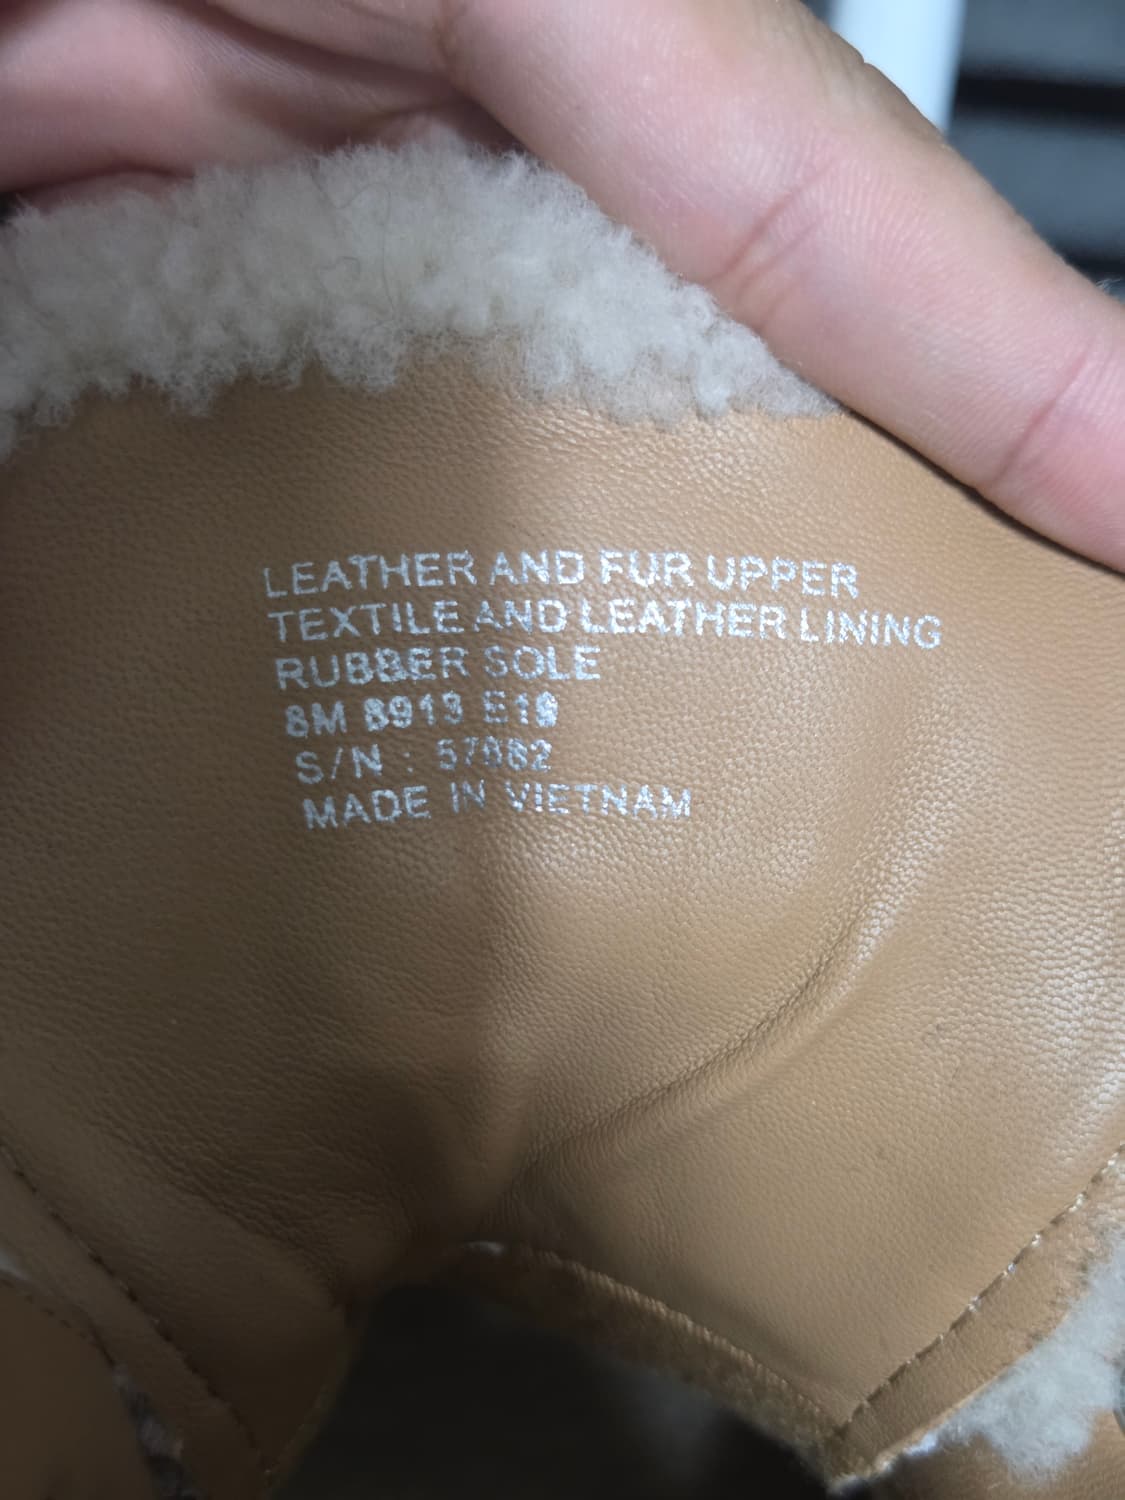 LEATHER AND FUR UPPER
TEXTILE AND LEATHER LINING
RUBBER SOLE
8M 8913
S/N :
MADE IN VIETNAM